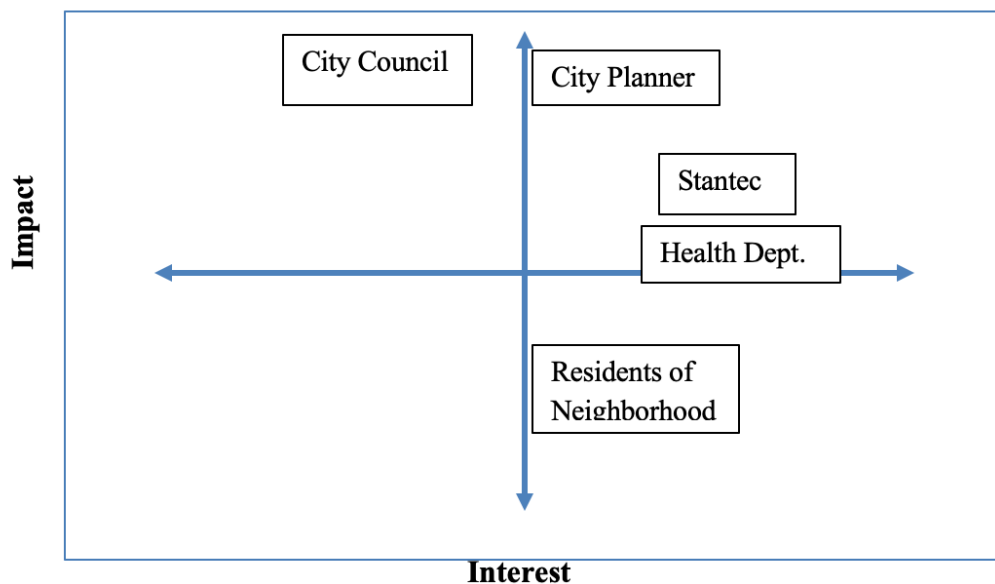 City Council
City Planner
Stantec
Impact
Health Dept.
Residents of
Neighborhood
Interest